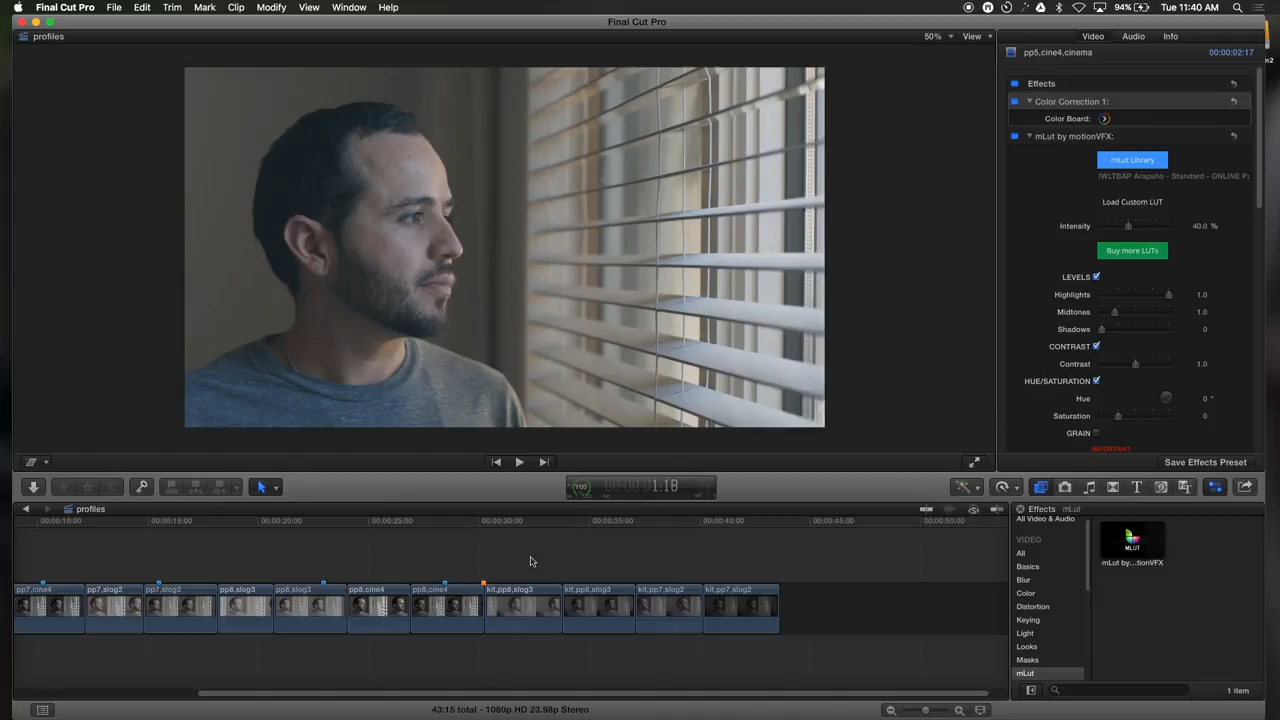 Final Cut Pro File Edit Trim Mark Clip Modify View Window Help 94% Tue 11:40 AM
Final Cut Pro
profiles 50% View Video Audio Info
pp5,cine4,cinema 00:00:02:17
Effects
Color Correction 1:
Color Board:
mLut by motionVFX:
mLut Library
IWLTBAP Arapaho - Standard - ONLINE P
Load Custom LUT
Intensity 40.0 %
Buy more LUTs
LEVELS
Highlights 1.0
Midtones 1.0
Shadows 0
CONTRAST
Contrast 1.0
HUE/SATURATION
Hue 0 °
Saturation 0
GRAIN
IMPORTANT:
Save Effects Preset
100 1:18
profiles
00:00:10:00 00:00:15:00 00:00:20:00 00:00:25:00 00:00:30:00 00:00:35:00 00:00:40:00 00:00:45:00 00:00:50:00
pp7,cine4 pp7,slog2 pp7,slog2 pp8,slog3 pp8,slog3 pp8,cine4 pp8,cine4 kit,pp8,slog3 kit,pp8,slog3 kit,pp7,slog2 kit,pp7,slog2
Effects mLut
All Video & Audio
VIDEO
All
Basics
Blur
Color
Distortion
Keying
Light
Looks
Masks
mLut
MLUT
mLut by...tionVFX
1 item
43:15 total - 1080p HD 23.98p Stereo